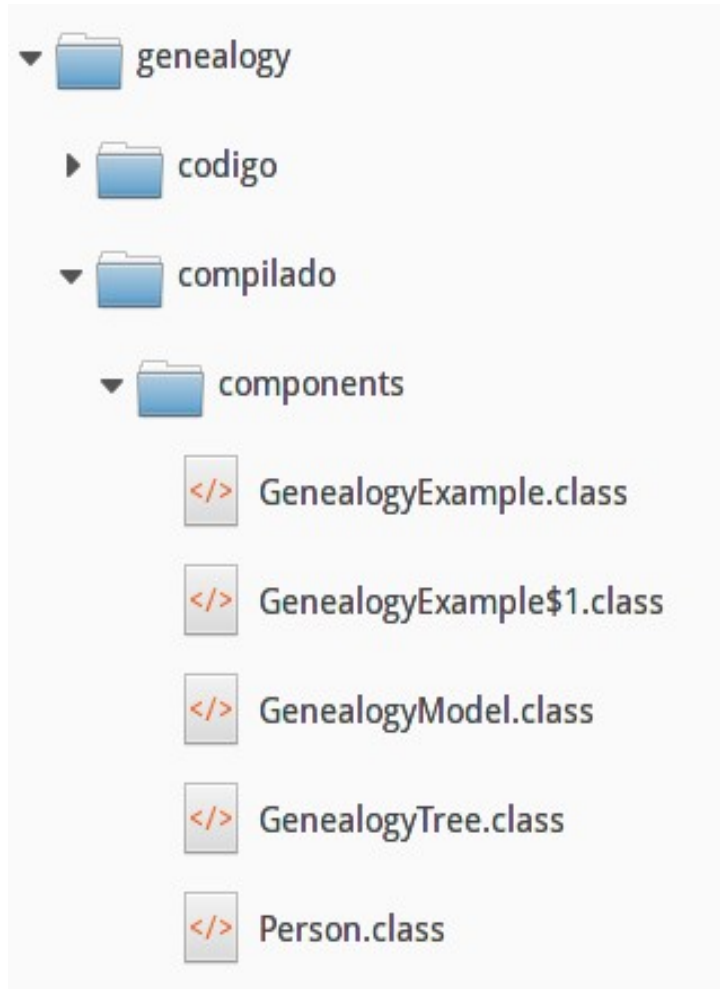 genealogy
codigo
compilado
components
</> GenealogyExample.class
</> GenealogyExample$1.class
</> GenealogyModel.class
</> GenealogyTree.class
</> Person.class